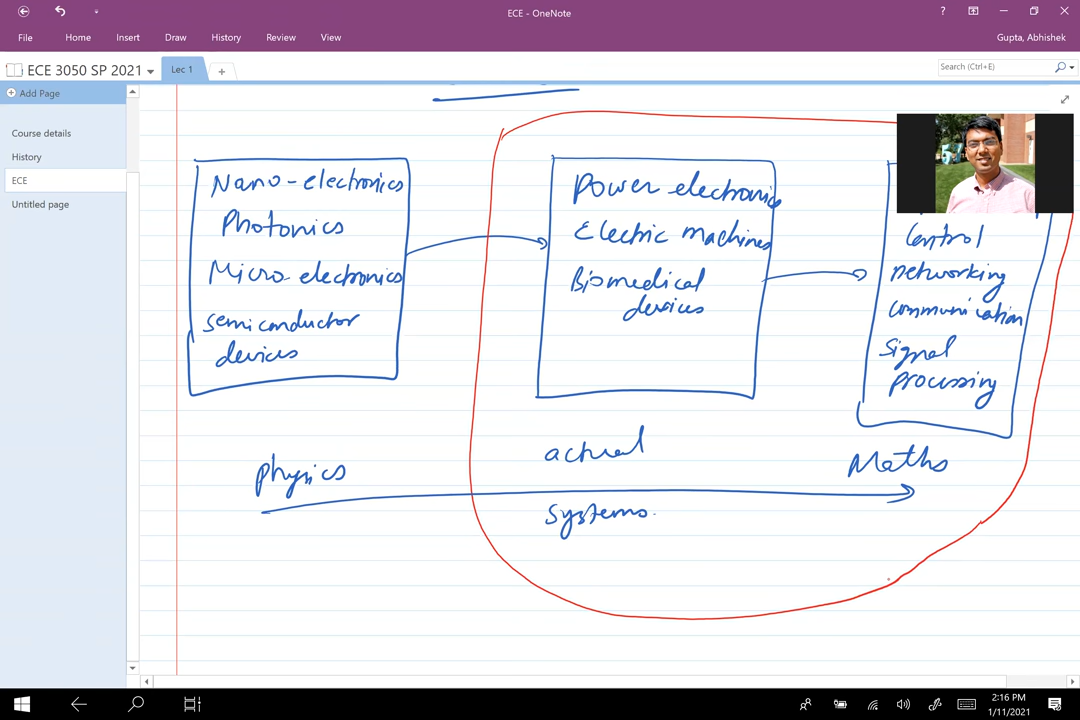 ECE - OneNote
File Home Insert Draw History Review View
Gupta, Abhishek
ECE 3050 SP 2021
Lec 1
Search (Ctrl+E)
Add Page
Course details
History
ECE
Untitled page
Nano-electronics
Photonics
Micro-electronics
semiconductor
devices
Power electronics
Electric machines
Biomedical
devices
Control
networking
communication
Signal
processing
physics
actual
systems.
Maths
2:16 PM
1/11/2021